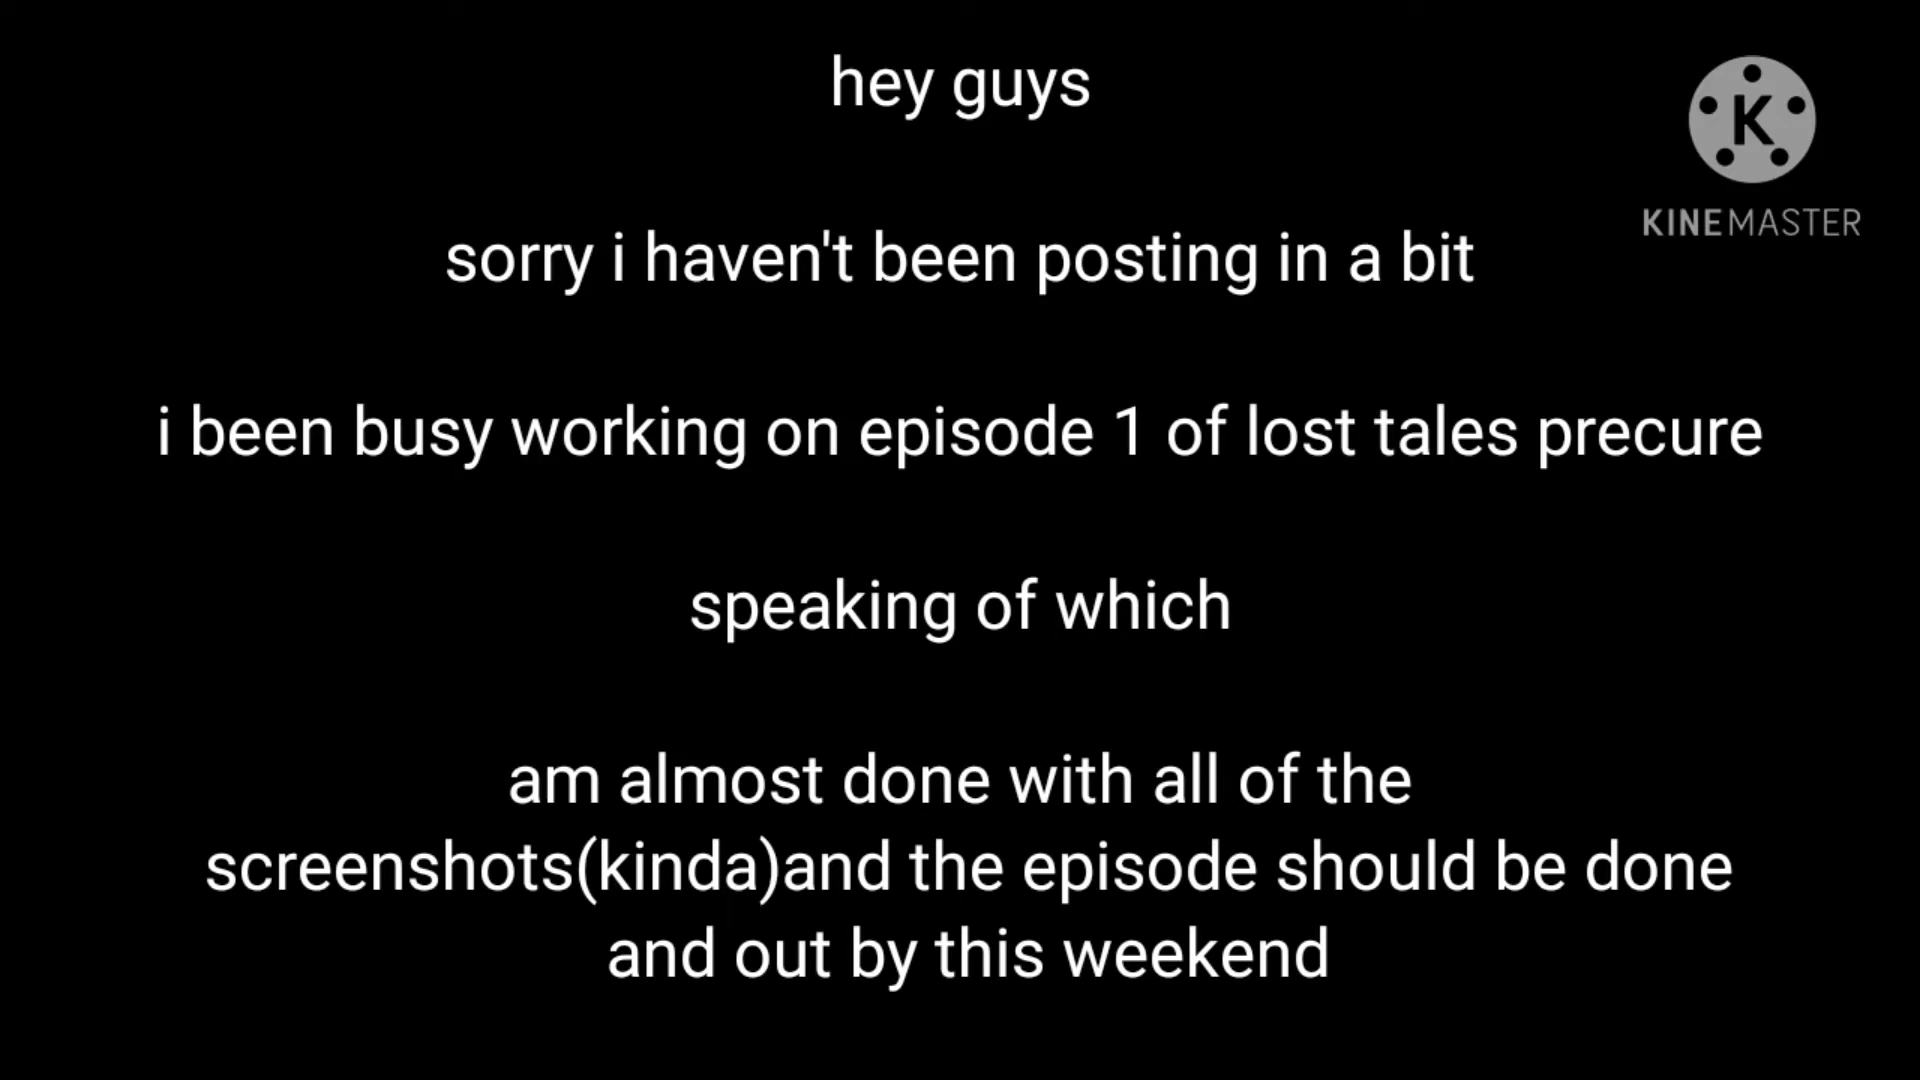 hey guys
K
KINEMASTER
sorry i haven't been posting in a bit
i been busy working on episode 1 of lost tales precure
speaking of which
am almost done with all of the
screenshots(kinda)and the episode should be done
and out by this weekend